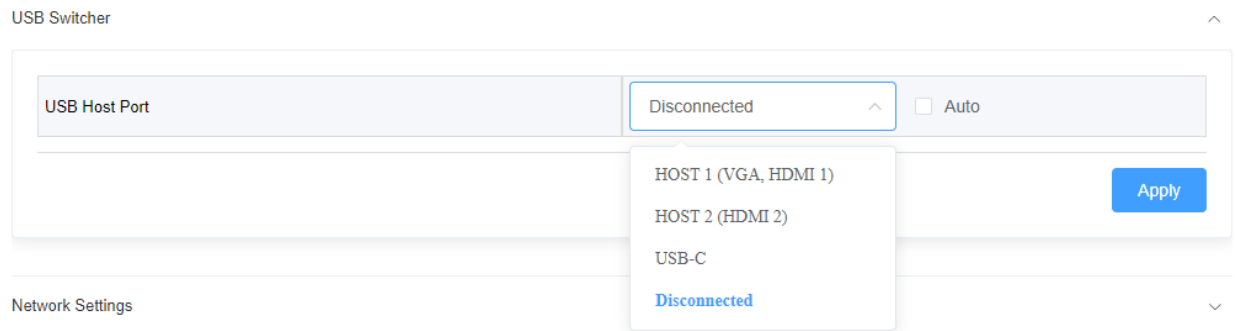 USB Switcher
USB Host Port
Disconnected
Auto
HOST 1 (VGA, HDMI 1)
HOST 2 (HDMI 2)
USB-C
Disconnected
Apply
Network Settings